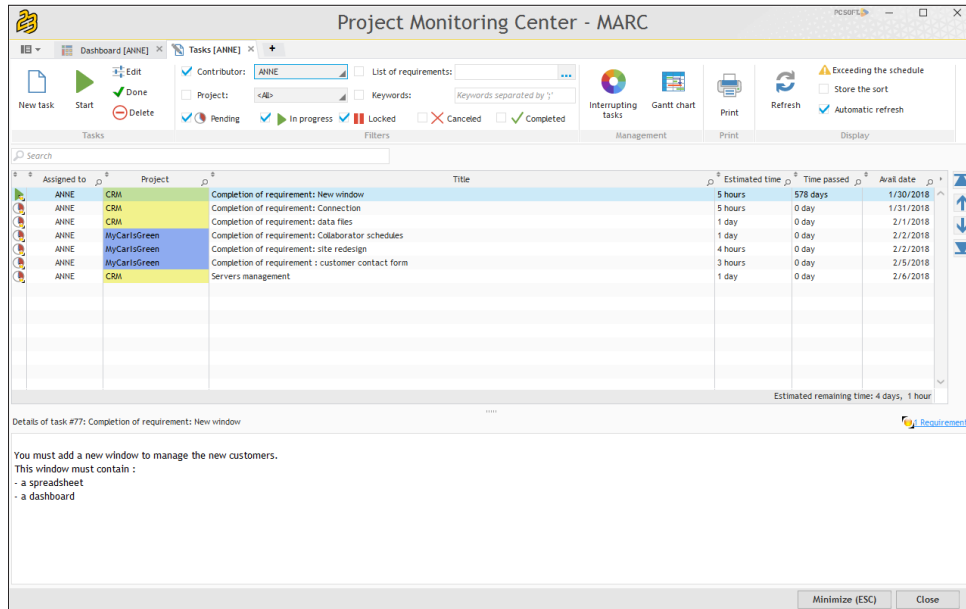 Project Monitoring Center - MARC
PCSOFT
Dashboard [ANNE]
Tasks [ANNE]
+
New task
Start
Edit
Done
Delete
Tasks
Contributor: ANNE
List of requirements: ...
Project: <All>
Keywords: Keywords separated by ';'
Pending
In progress
Locked
Canceled
Completed
Filters
Interrupting tasks
Gantt chart
Management
Print
Print
Refresh
Exceeding the schedule
Store the sort
Automatic refresh
Display
Search
Assigned to Project Title Estimated time Time passed Avail date
ANNE CRM Completion of requirement: New window 5 hours 578 days 1/30/2018
ANNE CRM Completion of requirement: Connection 5 hours 0 day 1/31/2018
ANNE CRM Completion of requirement: data files 1 day 0 day 2/1/2018
ANNE MyCarIsGreen Completion of requirement: Collaborator schedules 1 day 0 day 2/2/2018
ANNE MyCarIsGreen Completion of requirement: site redesign 4 hours 0 day 2/2/2018
ANNE MyCarIsGreen Completion of requirement : customer contact form 3 hours 0 day 2/5/2018
ANNE CRM Servers management 1 day 0 day 2/6/2018
Estimated remaining time: 4 days, 1 hour
Details of task #77: Completion of requirement: New window
1 Requirement
You must add a new window to manage the new customers.
This window must contain :
- a spreadsheet
- a dashboard
Minimize (ESC)
Close